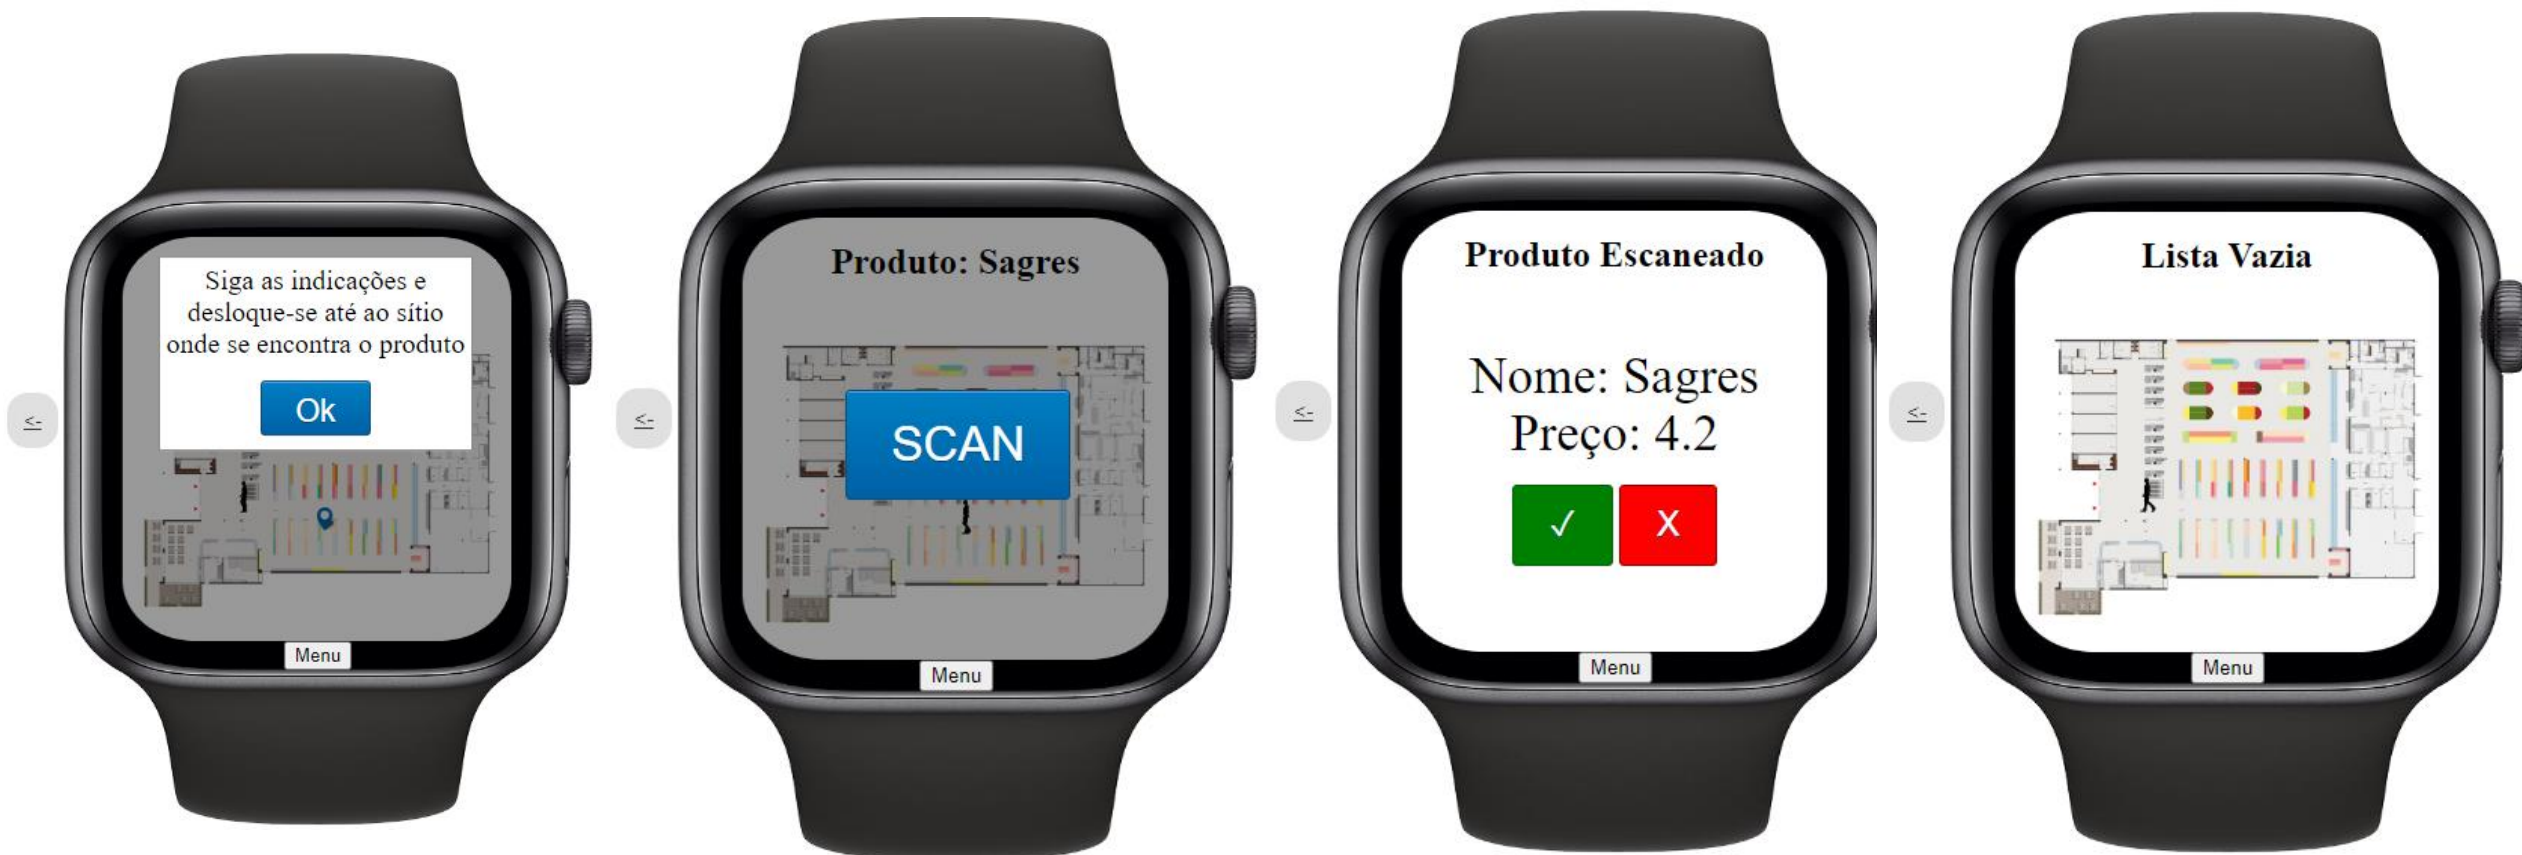 Siga as indicações e
desloque-se até ao sítio
onde se encontra o produto
Ok
<-
Menu
Produto: Sagres
SCAN
<-
Menu
Produto Escaneado
Nome: Sagres
Preço: 4.2
✓ X
<-
Menu
Lista Vazia
<-
Menu